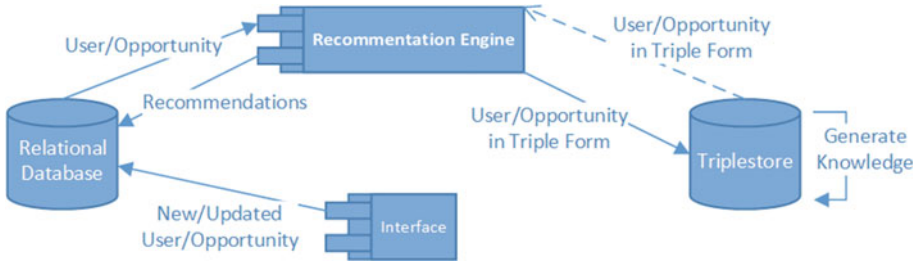 User/Opportunity
Recommentation Engine
User/Opportunity
in Triple Form
Recommendations
User/Opportunity
in Triple Form
Relational
Database
Triplestore
Generate
Knowledge
New/Updated
User/Opportunity
Interface